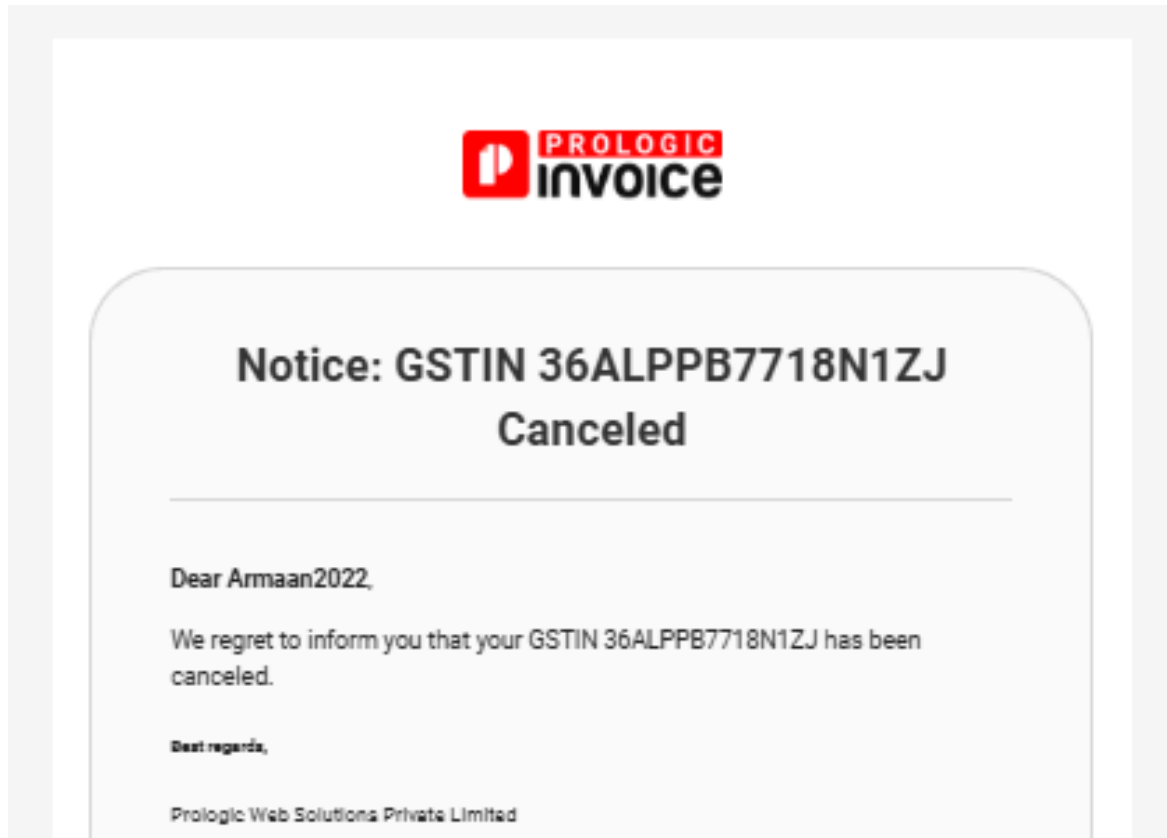 PROLOGIC
invoice
Notice: GSTIN 36ALPPB7718N1ZJ
Canceled
Dear Armaan2022,
We regret to inform you that your GSTIN 36ALPPB7718N1ZJ has been
canceled.
Best regards,
Prologic Web Solutions Private Limited